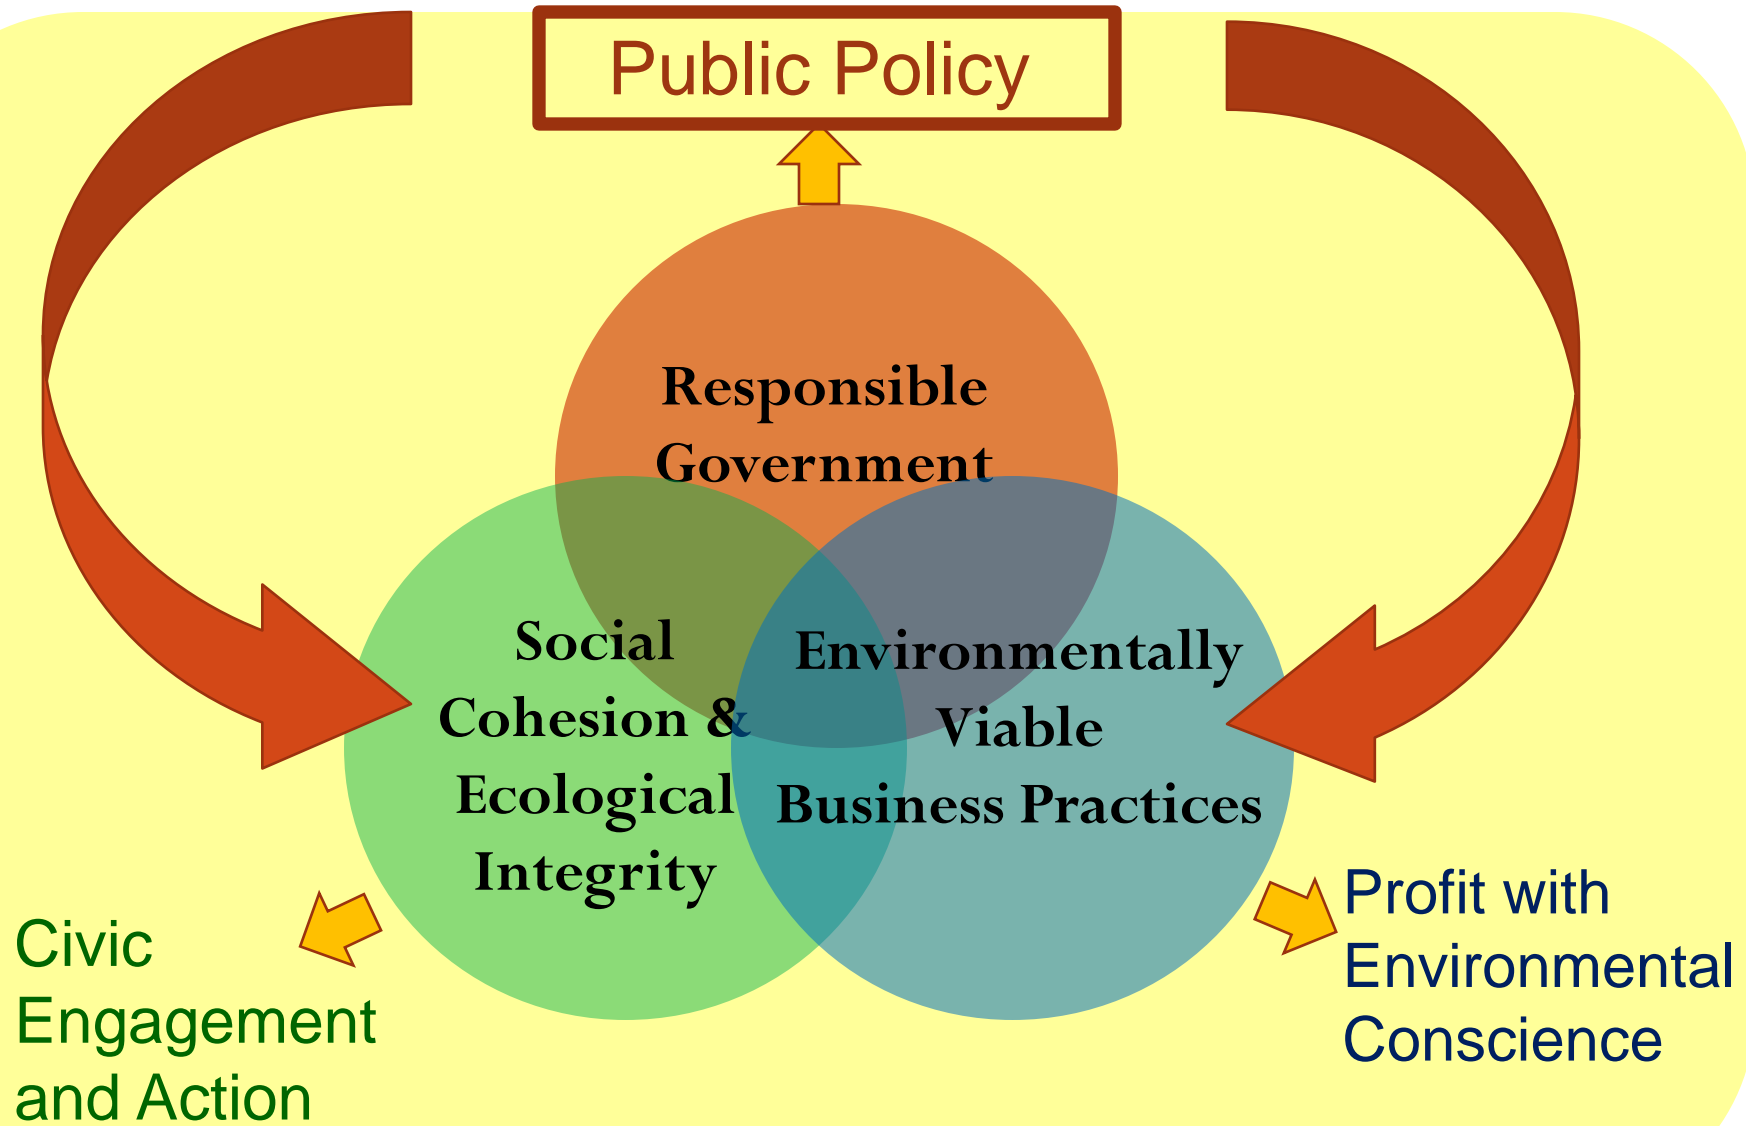 Public Policy
Responsible
Government
Social
Cohesion &
Ecological
Integrity
Environmentally
Viable
Business Practices
Civic
Engagement
and Action
Profit with
Environmental
Conscience